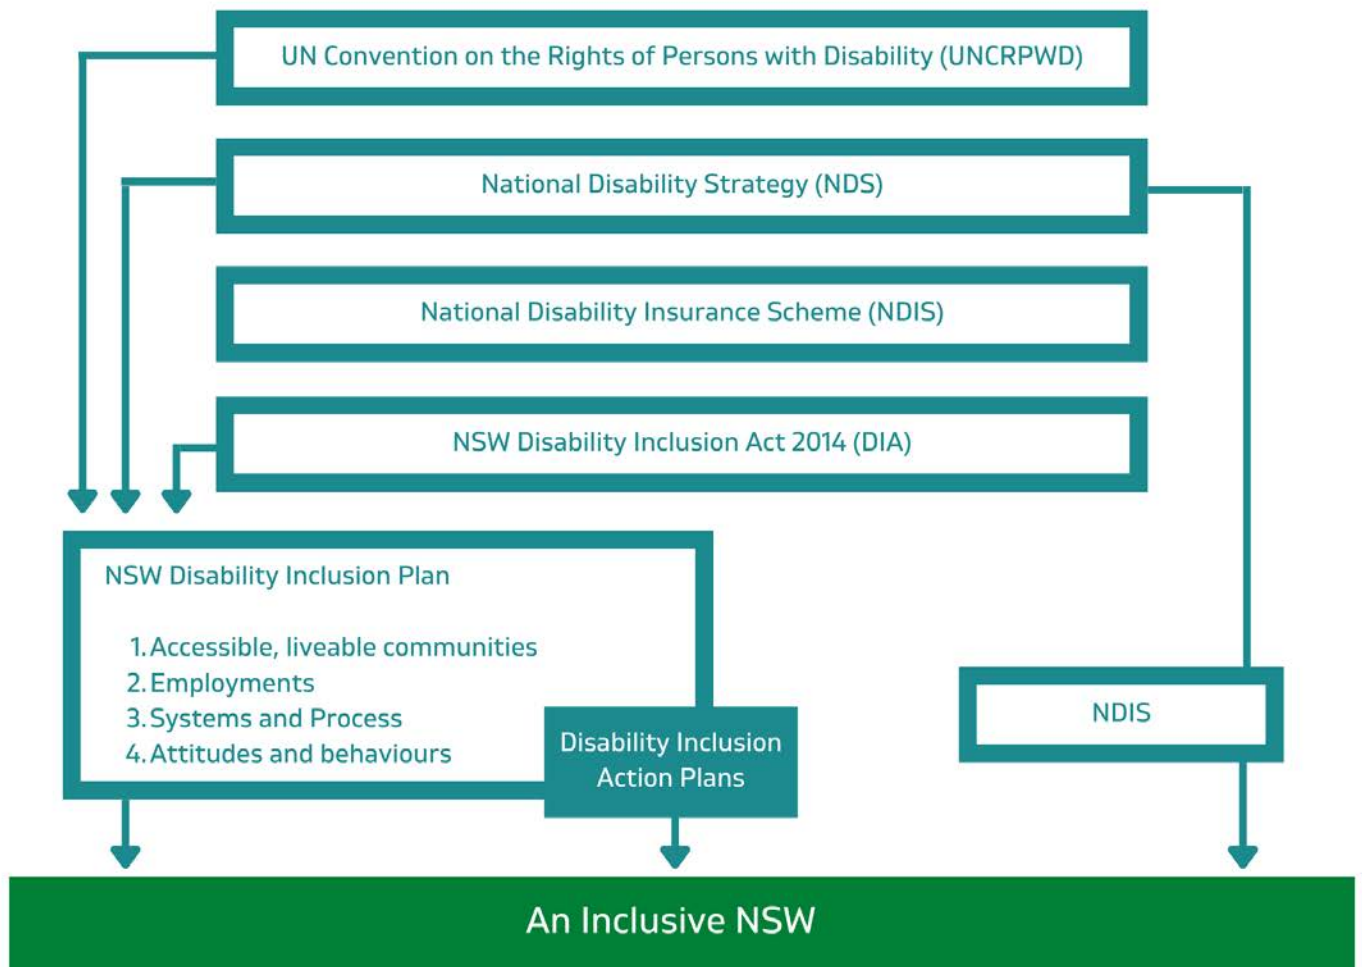 UN Convention on the Rights of Persons with Disability (UNCRPWD)
National Disability Strategy (NDS)
National Disability Insurance Scheme (NDIS)
NSW Disability Inclusion Act 2014 (DIA)
NSW Disability Inclusion Plan
1. Accessible, liveable communities
2. Employments
3. Systems and Process
4. Attitudes and behaviours
Disability Inclusion
Action Plans
NDIS
An Inclusive NSW